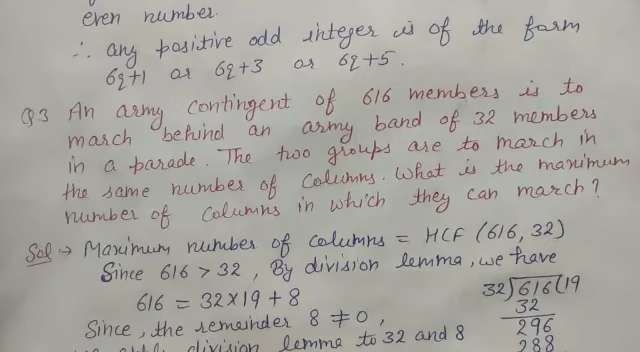 even number.
∴ any positive odd integer is of the form
6q+1 or 6q+3 or 6q+5.
Q3 An army contingent of 616 members is to
march behind an army band of 32 members
in a parade. The two groups are to march in
the same number of columns. What is the maximum
number of columns in which they can march?
Sol → Maximum number of columns = HCF (616, 32)
Since 616 > 32, By division lemma, we have
616 = 32×19 + 8
32)616(19
32
296
288
Since, the remainder 8 ≠ 0,
division lemma to 32 and 8